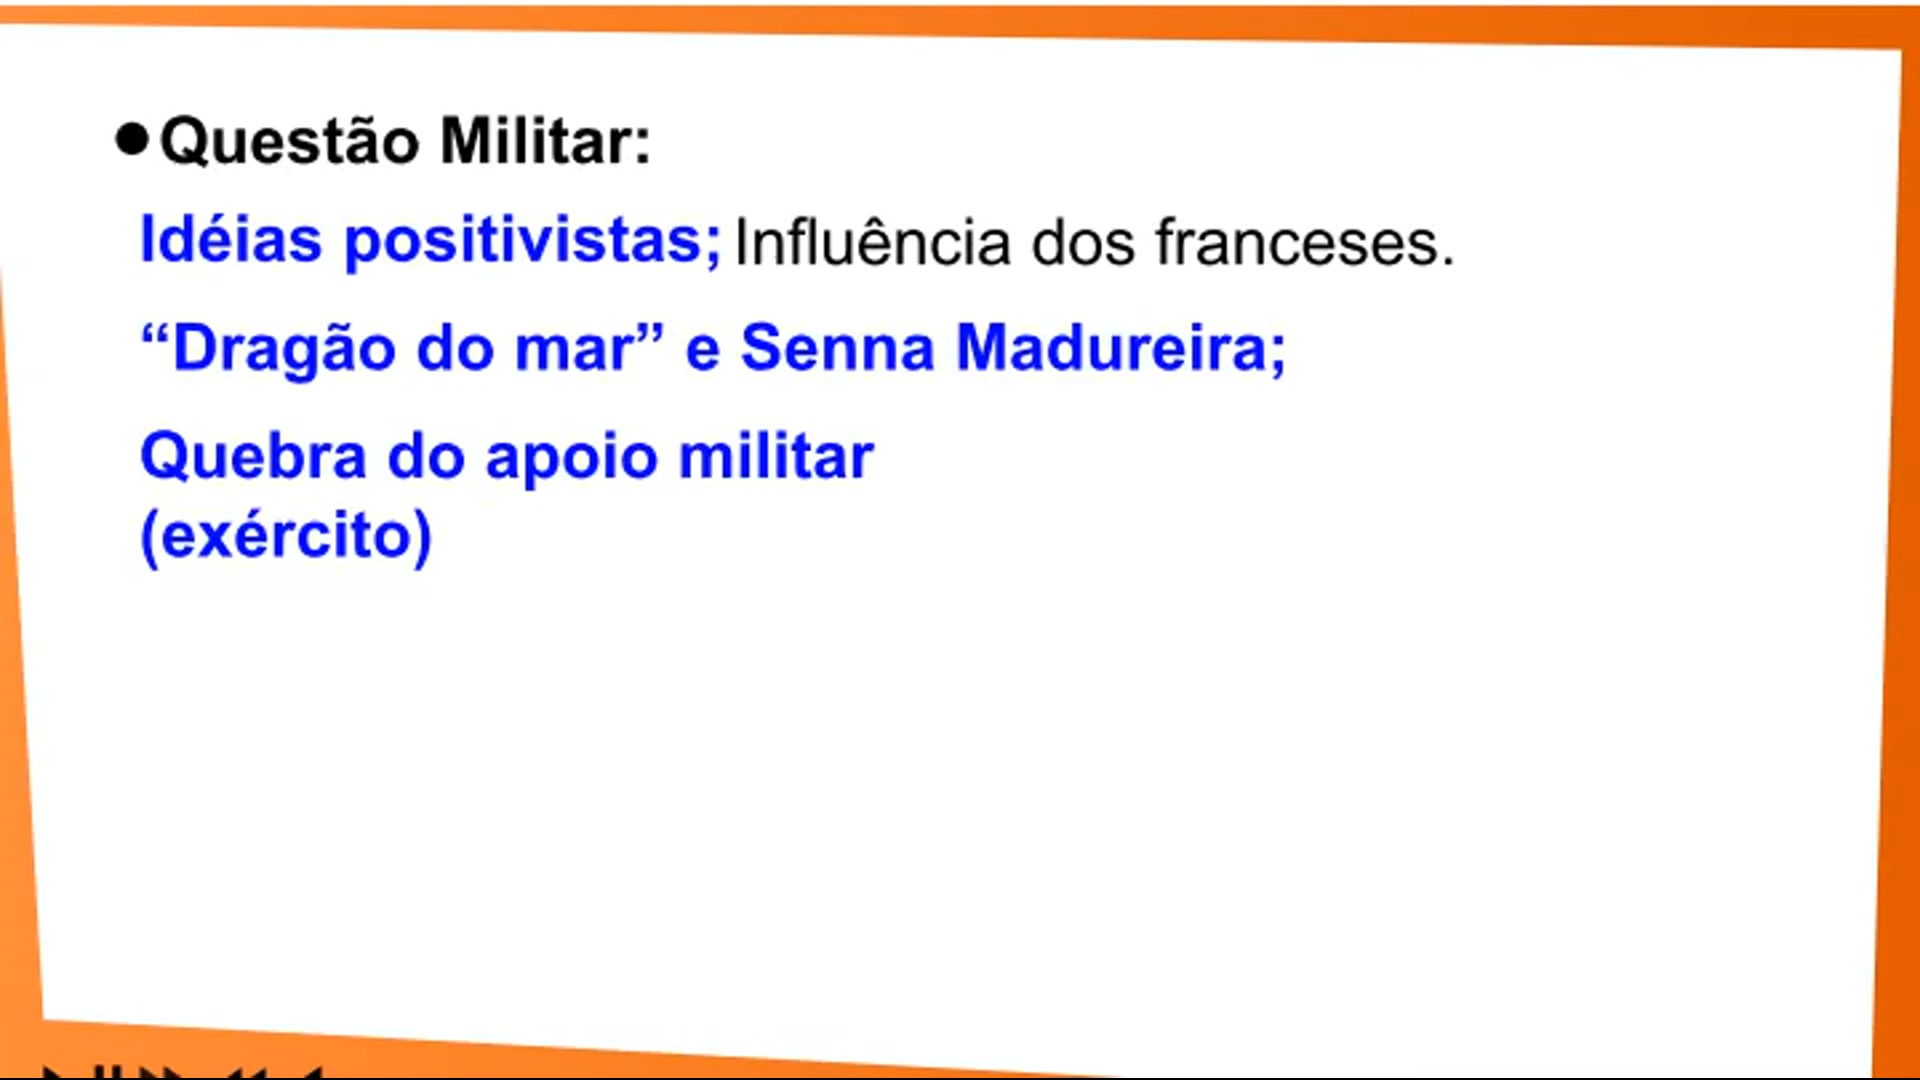 ●Questão Militar:
Idéias positivistas; Influência dos franceses.
“Dragão do mar” e Senna Madureira;
Quebra do apoio militar
(exército)